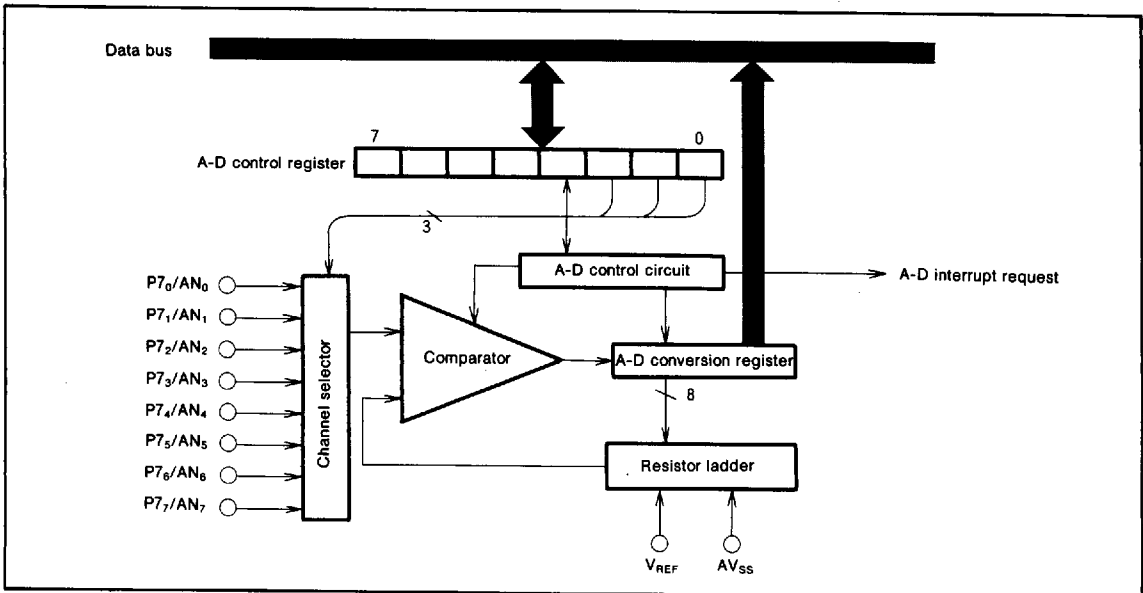 Data bus
7
0
A-D control register
3
A-D control circuit
A-D interrupt request
P7₀/AN₀
P7₁/AN₁
P7₂/AN₂
P7₃/AN₃
P7₄/AN₄
P7₅/AN₅
P7₆/AN₆
P7₇/AN₇
Channel selector
Comparator
A-D conversion register
8
Resistor ladder
V_REF
AV_SS